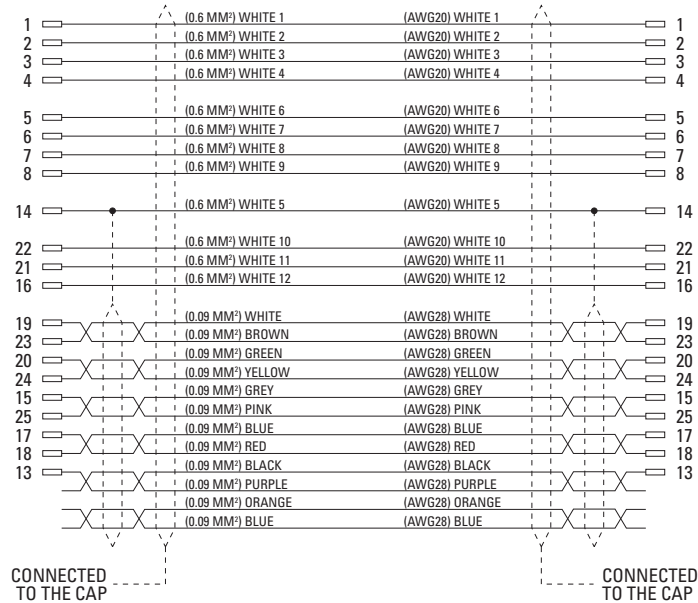 1 (0.6 MM²) WHITE 1 (AWG20) WHITE 1 1
2 (0.6 MM²) WHITE 2 (AWG20) WHITE 2 2
3 (0.6 MM²) WHITE 3 (AWG20) WHITE 3 3
4 (0.6 MM²) WHITE 4 (AWG20) WHITE 4 4
5 (0.6 MM²) WHITE 6 (AWG20) WHITE 6 5
6 (0.6 MM²) WHITE 7 (AWG20) WHITE 7 6
7 (0.6 MM²) WHITE 8 (AWG20) WHITE 8 7
8 (0.6 MM²) WHITE 9 (AWG20) WHITE 9 8
14 (0.6 MM²) WHITE 5 (AWG20) WHITE 5 14
22 (0.6 MM²) WHITE 10 (AWG20) WHITE 10 22
21 (0.6 MM²) WHITE 11 (AWG20) WHITE 11 21
16 (0.6 MM²) WHITE 12 (AWG20) WHITE 12 16
19 (0.09 MM²) WHITE (AWG28) WHITE 19
23 (0.09 MM²) BROWN (AWG28) BROWN 23
20 (0.09 MM²) GREEN (AWG28) GREEN 20
24 (0.09 MM²) YELLOW (AWG28) YELLOW 24
15 (0.09 MM²) GREY (AWG28) GREY 15
25 (0.09 MM²) PINK (AWG28) PINK 25
17 (0.09 MM²) BLUE (AWG28) BLUE 17
18 (0.09 MM²) RED (AWG28) RED 18
13 (0.09 MM²) BLACK (AWG28) BLACK 13
(0.09 MM²) PURPLE (AWG28) PURPLE
(0.09 MM²) ORANGE (AWG28) ORANGE
(0.09 MM²) BLUE (AWG28) BLUE
CONNECTED
TO THE CAP
CONNECTED
TO THE CAP